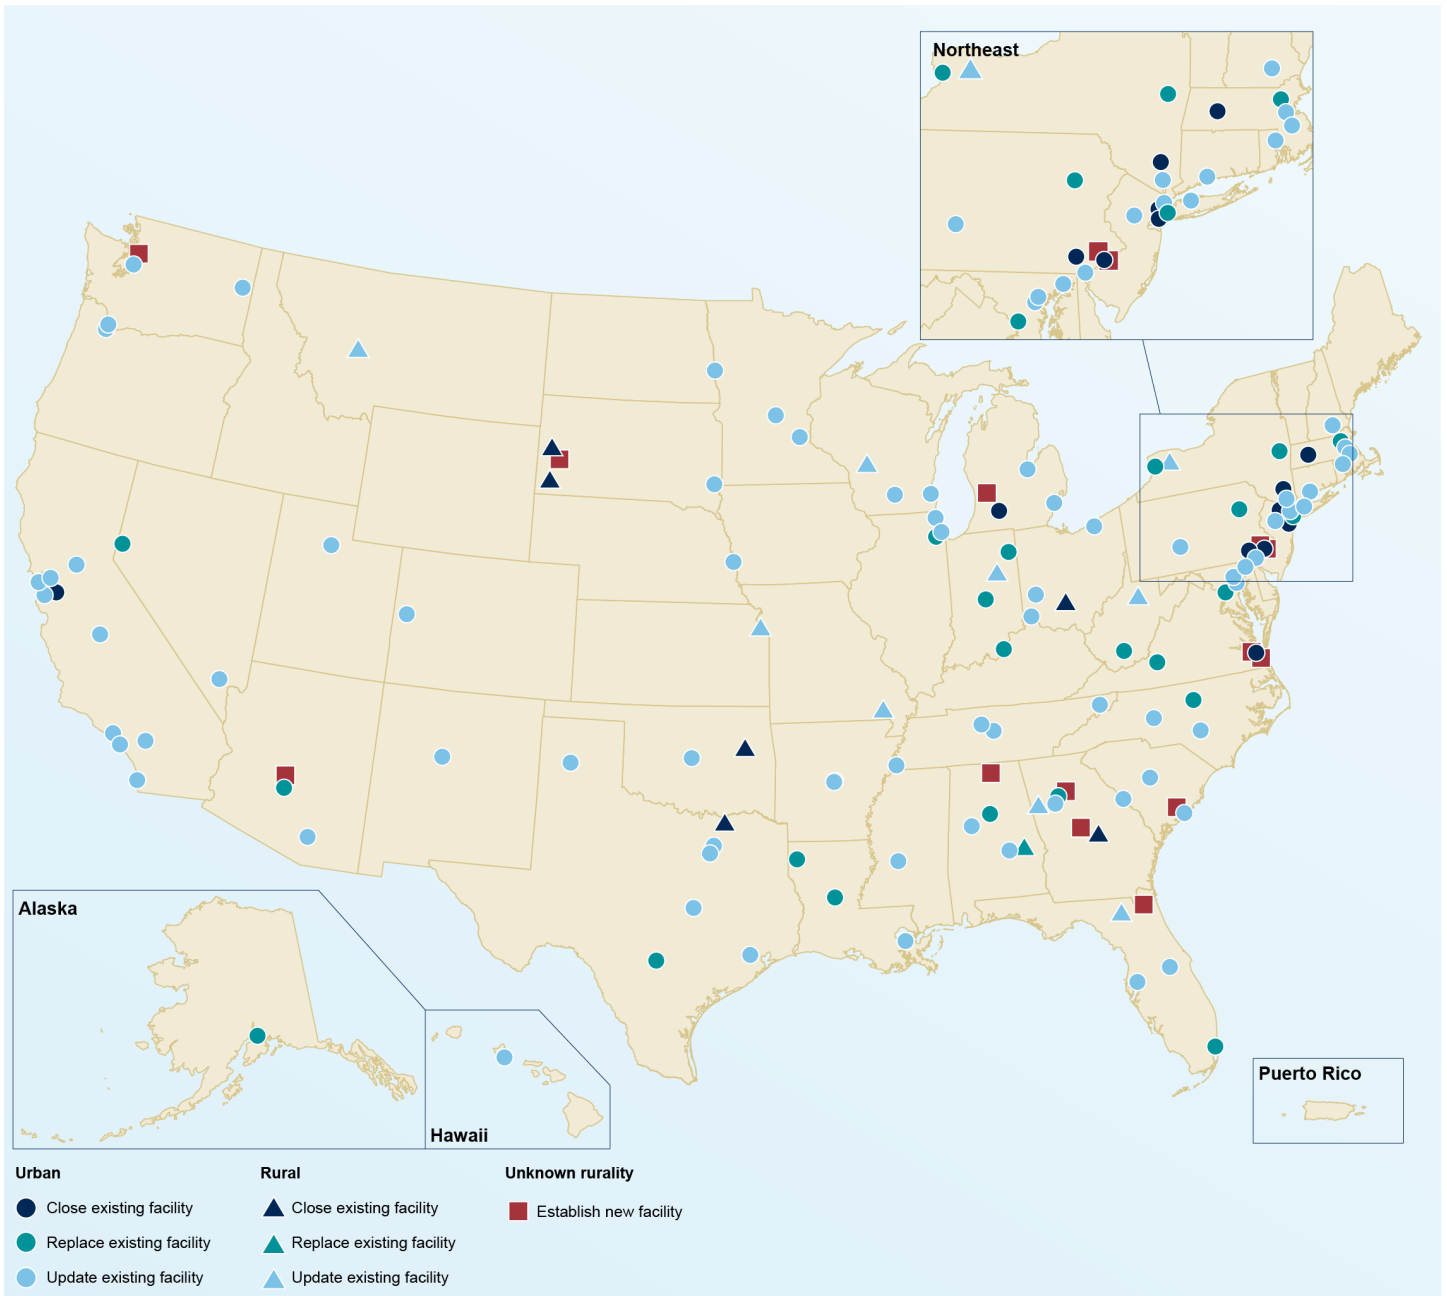 Northeast
Alaska
Hawaii
Puerto Rico
Urban
Close existing facility
Replace existing facility
Update existing facility
Rural
Close existing facility
Replace existing facility
Update existing facility
Unknown rurality
Establish new facility